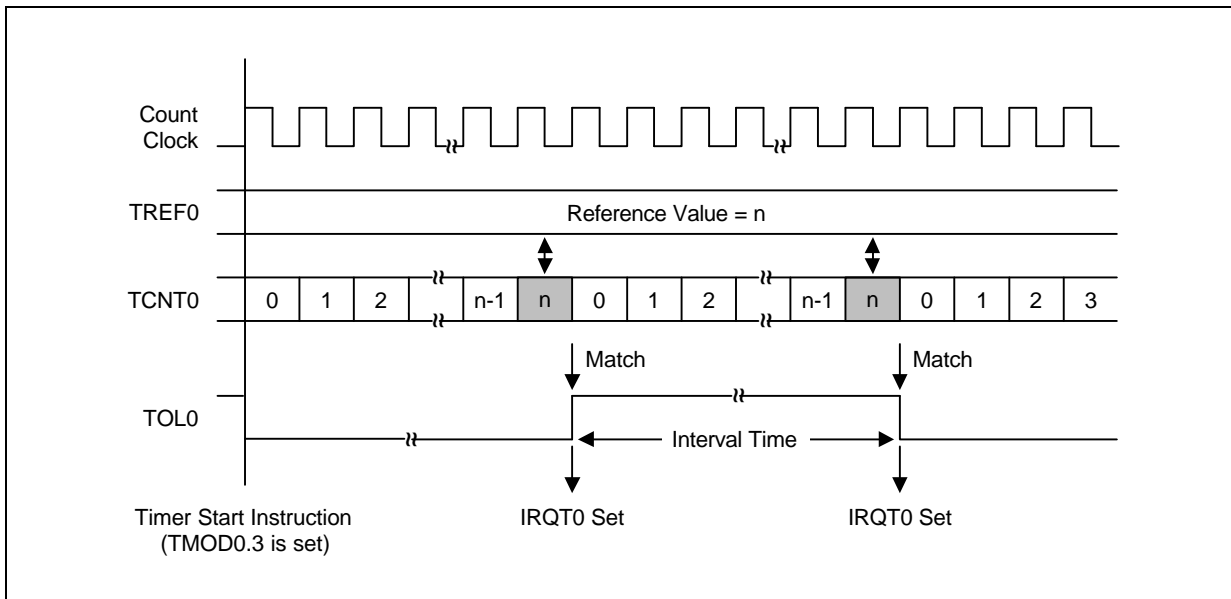 Count
Clock
TREF0
Reference Value = n
TCNT0
0 1 2 n-1 n 0 1 2 n-1 n 0 1 2 3
Match Match
TOL0
Interval Time
Timer Start Instruction
(TMOD0.3 is set)
IRQT0 Set IRQT0 Set